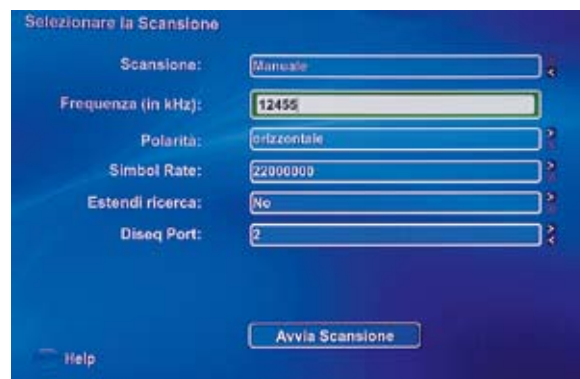 Selezionare la Scansione
Scansione: Manuale
Frequenza (in kHz): 12455
Polarità: orizzontale
Simbol Rate: 22000000
Estendi ricerca: No
Diseq Port: 2
Avvia Scansione
Help